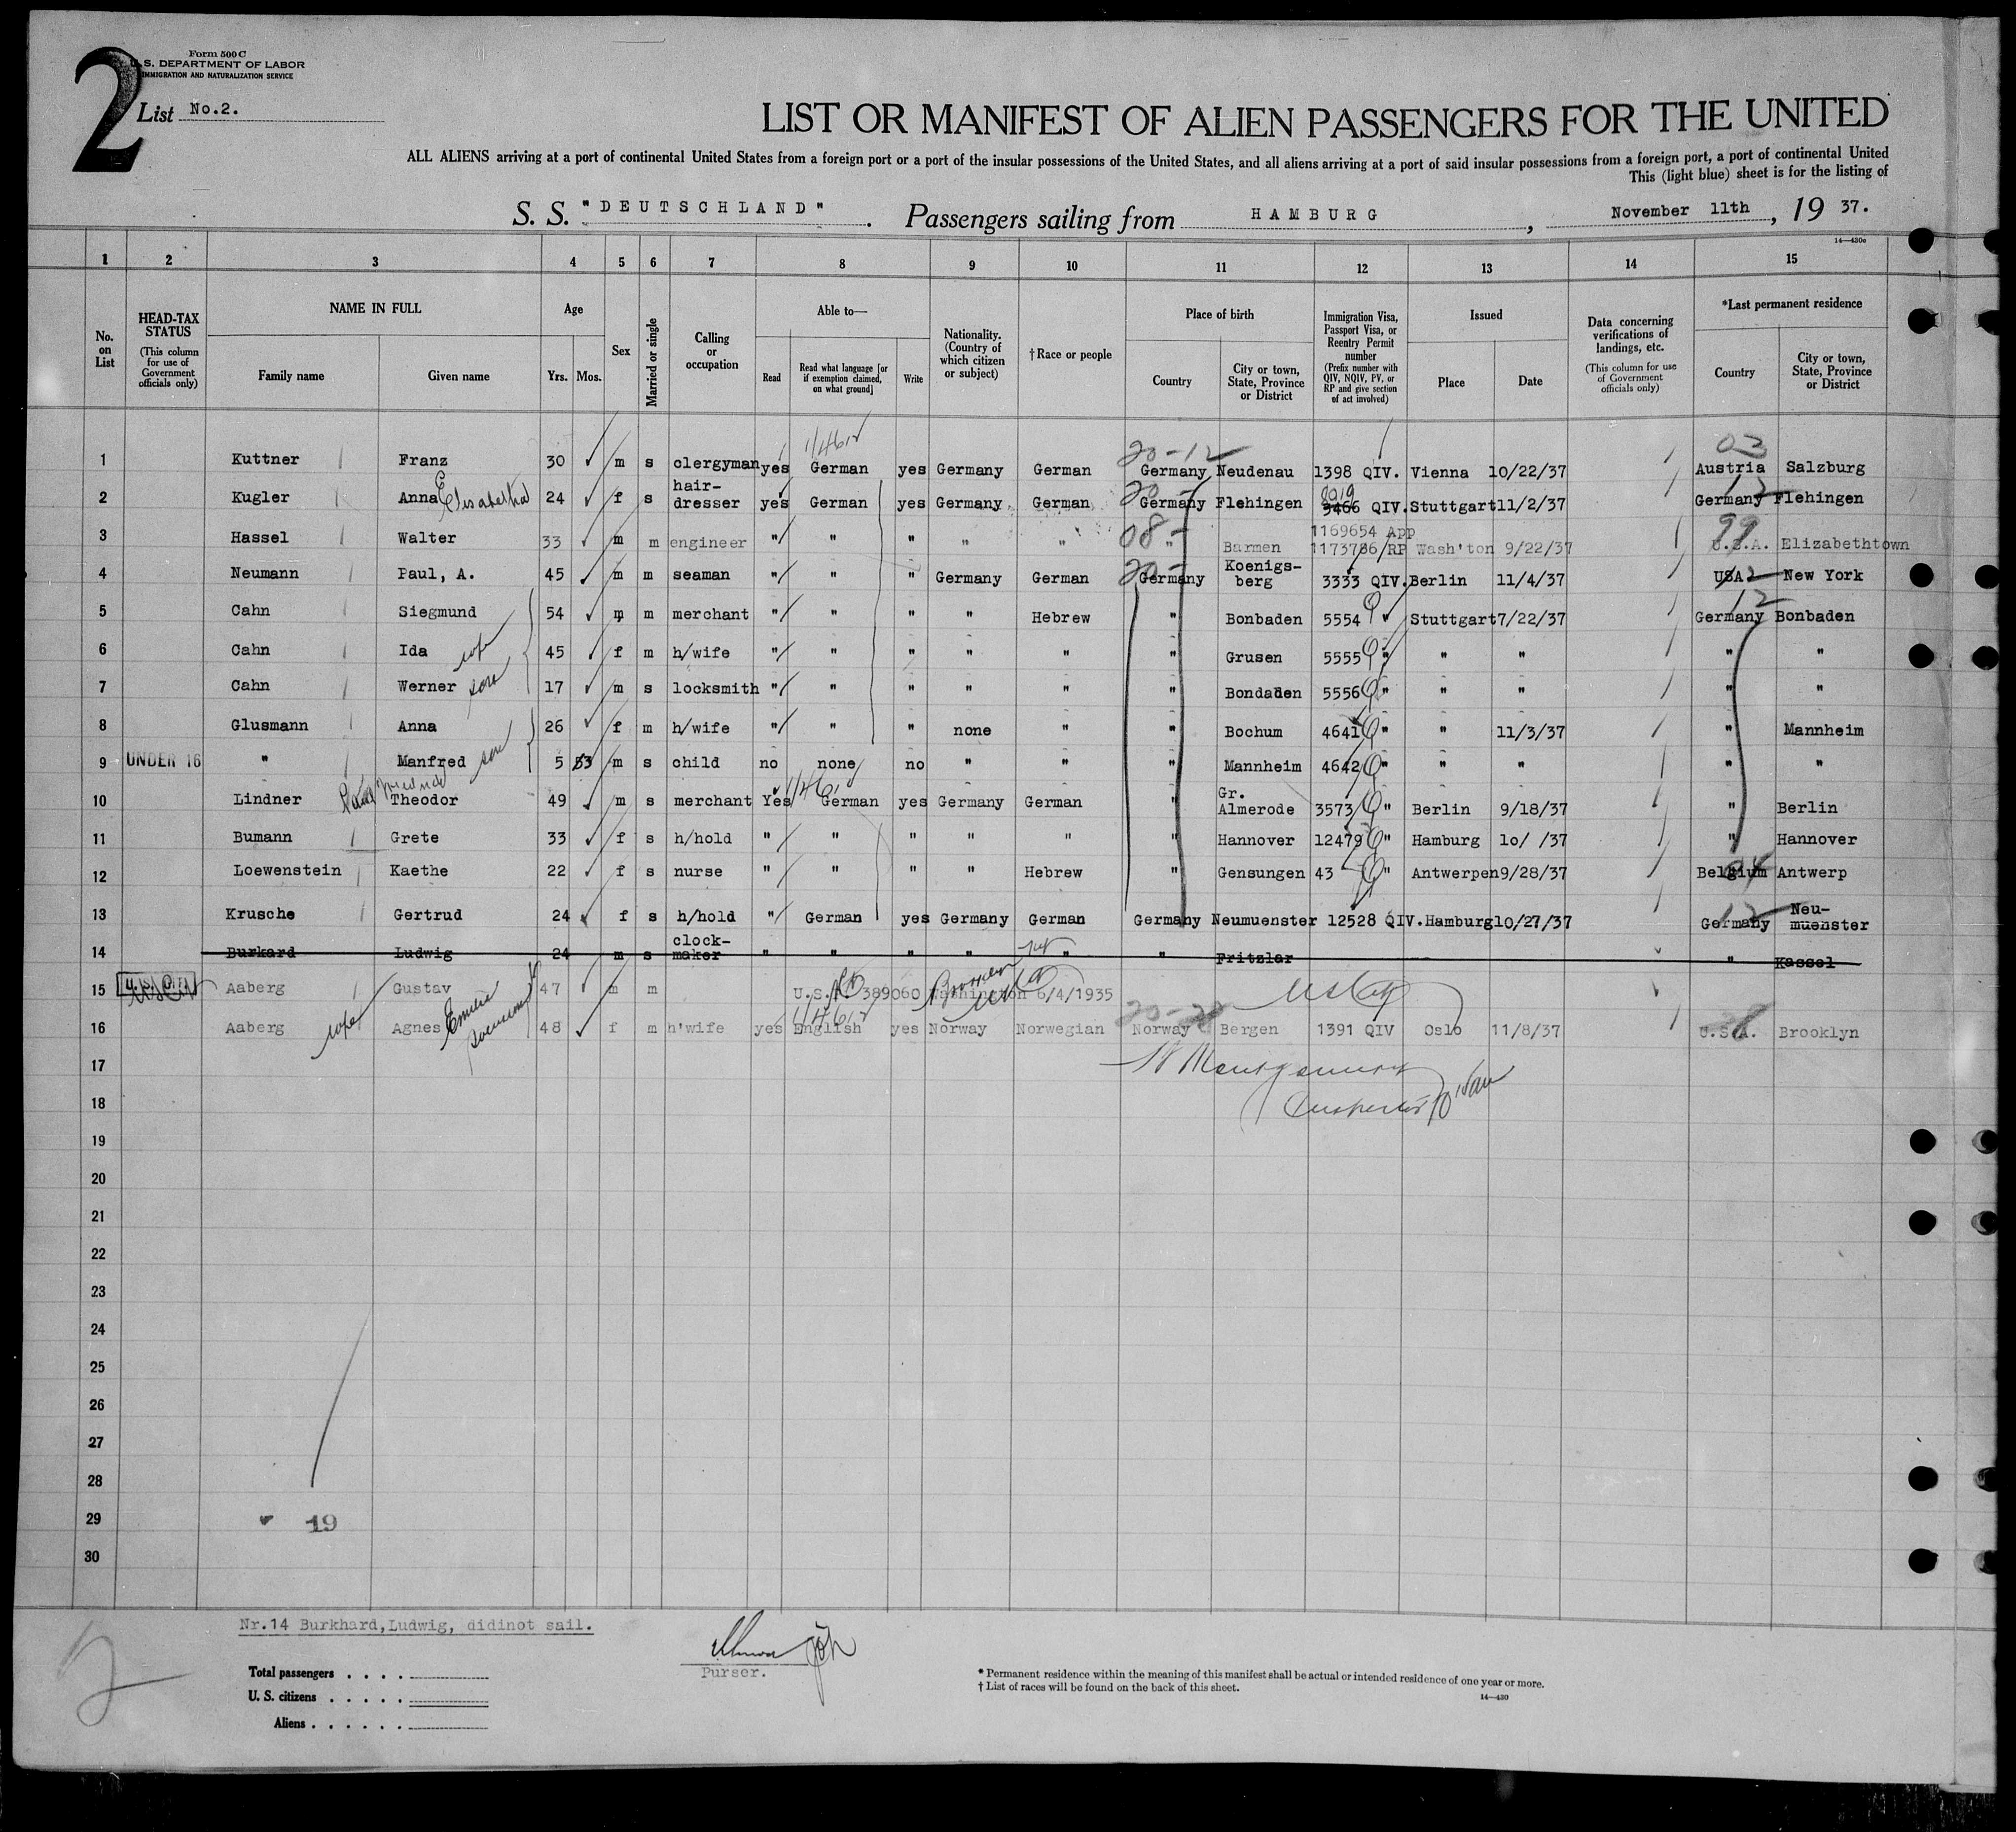 2
Form 500 C
U.S. DEPARTMENT OF LABOR
IMMIGRATION AND NATURALIZATION SERVICE
List No.2.
LIST OR MANIFEST OF ALIEN PASSENGERS FOR THE UNITED
ALL ALIENS arriving at a port of continental United States from a foreign port or a port of the insular possessions of the United States, and all aliens arriving at a port of said insular possessions from a foreign port, a port of continental United
This (light blue) sheet is for the listing of
S. S. "DEUTSCHLAND". Passengers sailing from HAMBURG, November 11th, 19 37.
14—430c
1 2 3 4 5 6 7 8 9 10 11 12 13 14 15
No. on List
HEAD-TAX STATUS (This column for use of Government officials only)
NAME IN FULL Family name Given name
Age Yrs. Mos.
Sex
Married or single
Calling or occupation
Able to— Read Read what language [or if exemption claimed, on what ground] Write
Nationality. (Country of which citizen or subject)
†Race or people
Place of birth Country City or town, State, Province or District
Immigration Visa, Passport Visa, or Reentry Permit number (Prefix number with QIV, NQIV, PV, or RP and give section of act involved)
Issued Place Date
Data concerning verifications of landings, etc. (This column for use of Government officials only)
*Last permanent residence Country City or town, State, Province or District
20-12 03
1 Kuttner Franz 30 m s clergyman yes German yes Germany German Germany Neudenau 1398 QIV. Vienna 10/22/37 Austria Salzburg
2 Kugler Anna Elisabetha 24 f s hair-dresser yes German yes Germany German Germany Flehingen 3466 QIV. Stuttgart 11/2/37 Germany Flehingen
3 Hassel Walter 33 m m engineer " " " " " 08- " Barmen 1169654 App 1173786/RP Wash'ton 9/22/37 99 U.S.A. Elizabethtown
4 Neumann Paul, A. 45 m m seaman " " " Germany German Germany Koenigs-berg 3333 QIV. Berlin 11/4/37 USA New York
5 Cahn Siegmund 54 m m merchant " " " " Hebrew " Bonbaden 5554 Stuttgart 7/22/37 Germany Bonbaden
6 Cahn Ida wife 45 f m h/wife " " " " " " Grusen 5555 " " " " "
7 Cahn Werner son 17 m s locksmith " " " " " " Bondaden 5556 " " " " "
8 Glusmann Anna 26 f m h/wife " " " none " " Bochum 4641 " " 11/3/37 " Mannheim
9 UNDER 16 " Manfred son 5 m s child no none no " " " Mannheim 4642 " " " " "
10 Lindner Theodor 49 m s merchant Yes German yes Germany German " Gr. Almerode 3573 " Berlin 9/18/37 " Berlin
11 Bumann Grete 33 f s h/hold " " " " " " Hannover 12479 " Hamburg 10/ /37 " Hannover
12 Loewenstein Kaethe 22 f s nurse " " " " Hebrew " Gensungen 43 " Antwerpen 9/28/37 Belgium Antwerp
13 Krusche Gertrud 24 f s h/hold " German yes Germany German Germany Neumuenster 12528 QIV. Hamburg 10/27/37 Germany Neu-muenster
14 Burkard Ludwig 24 m s clock-maker " " " " " " Fritzlar " Kassel
15 Aaberg Gustav 47 m m U.S.P. 389060 Washington 6/4/1935
16 Aaberg wife Agnes 48 f m h'wife yes English yes Norway Norwegian Norway Bergen 1391 QIV Oslo 11/8/37 U.S.A. Brooklyn
17
18
19
20
21
22
23
24
25
26
27
28
29 19
30
Nr.14 Burkhard,Ludwig, didinot sail.
Purser.
Total passengers . . . .
U. S. citizens . . . . .
Aliens . . . . . .
* Permanent residence within the meaning of this manifest shall be actual or intended residence of one year or more.
† List of races will be found on the back of this sheet.
14—430
2